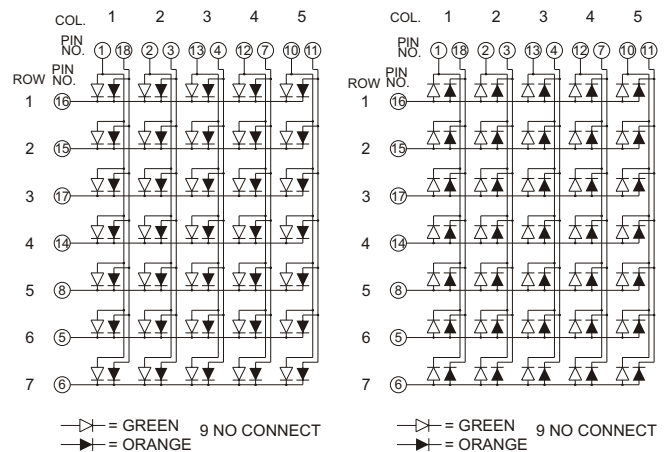 COL. 1 2 3 4 5
PIN NO. 1 18 2 3 13 4 12 7 10 11
ROW PIN NO.
1 16
2 15
3 17
4 14
5 8
6 5
7 6
= GREEN 9 NO CONNECT
= ORANGE
COL. 1 2 3 4 5
PIN NO. 1 18 2 3 13 4 12 7 10 11
ROW PIN NO.
1 16
2 15
3 17
4 14
5 8
6 5
7 6
= GREEN 9 NO CONNECT
= ORANGE